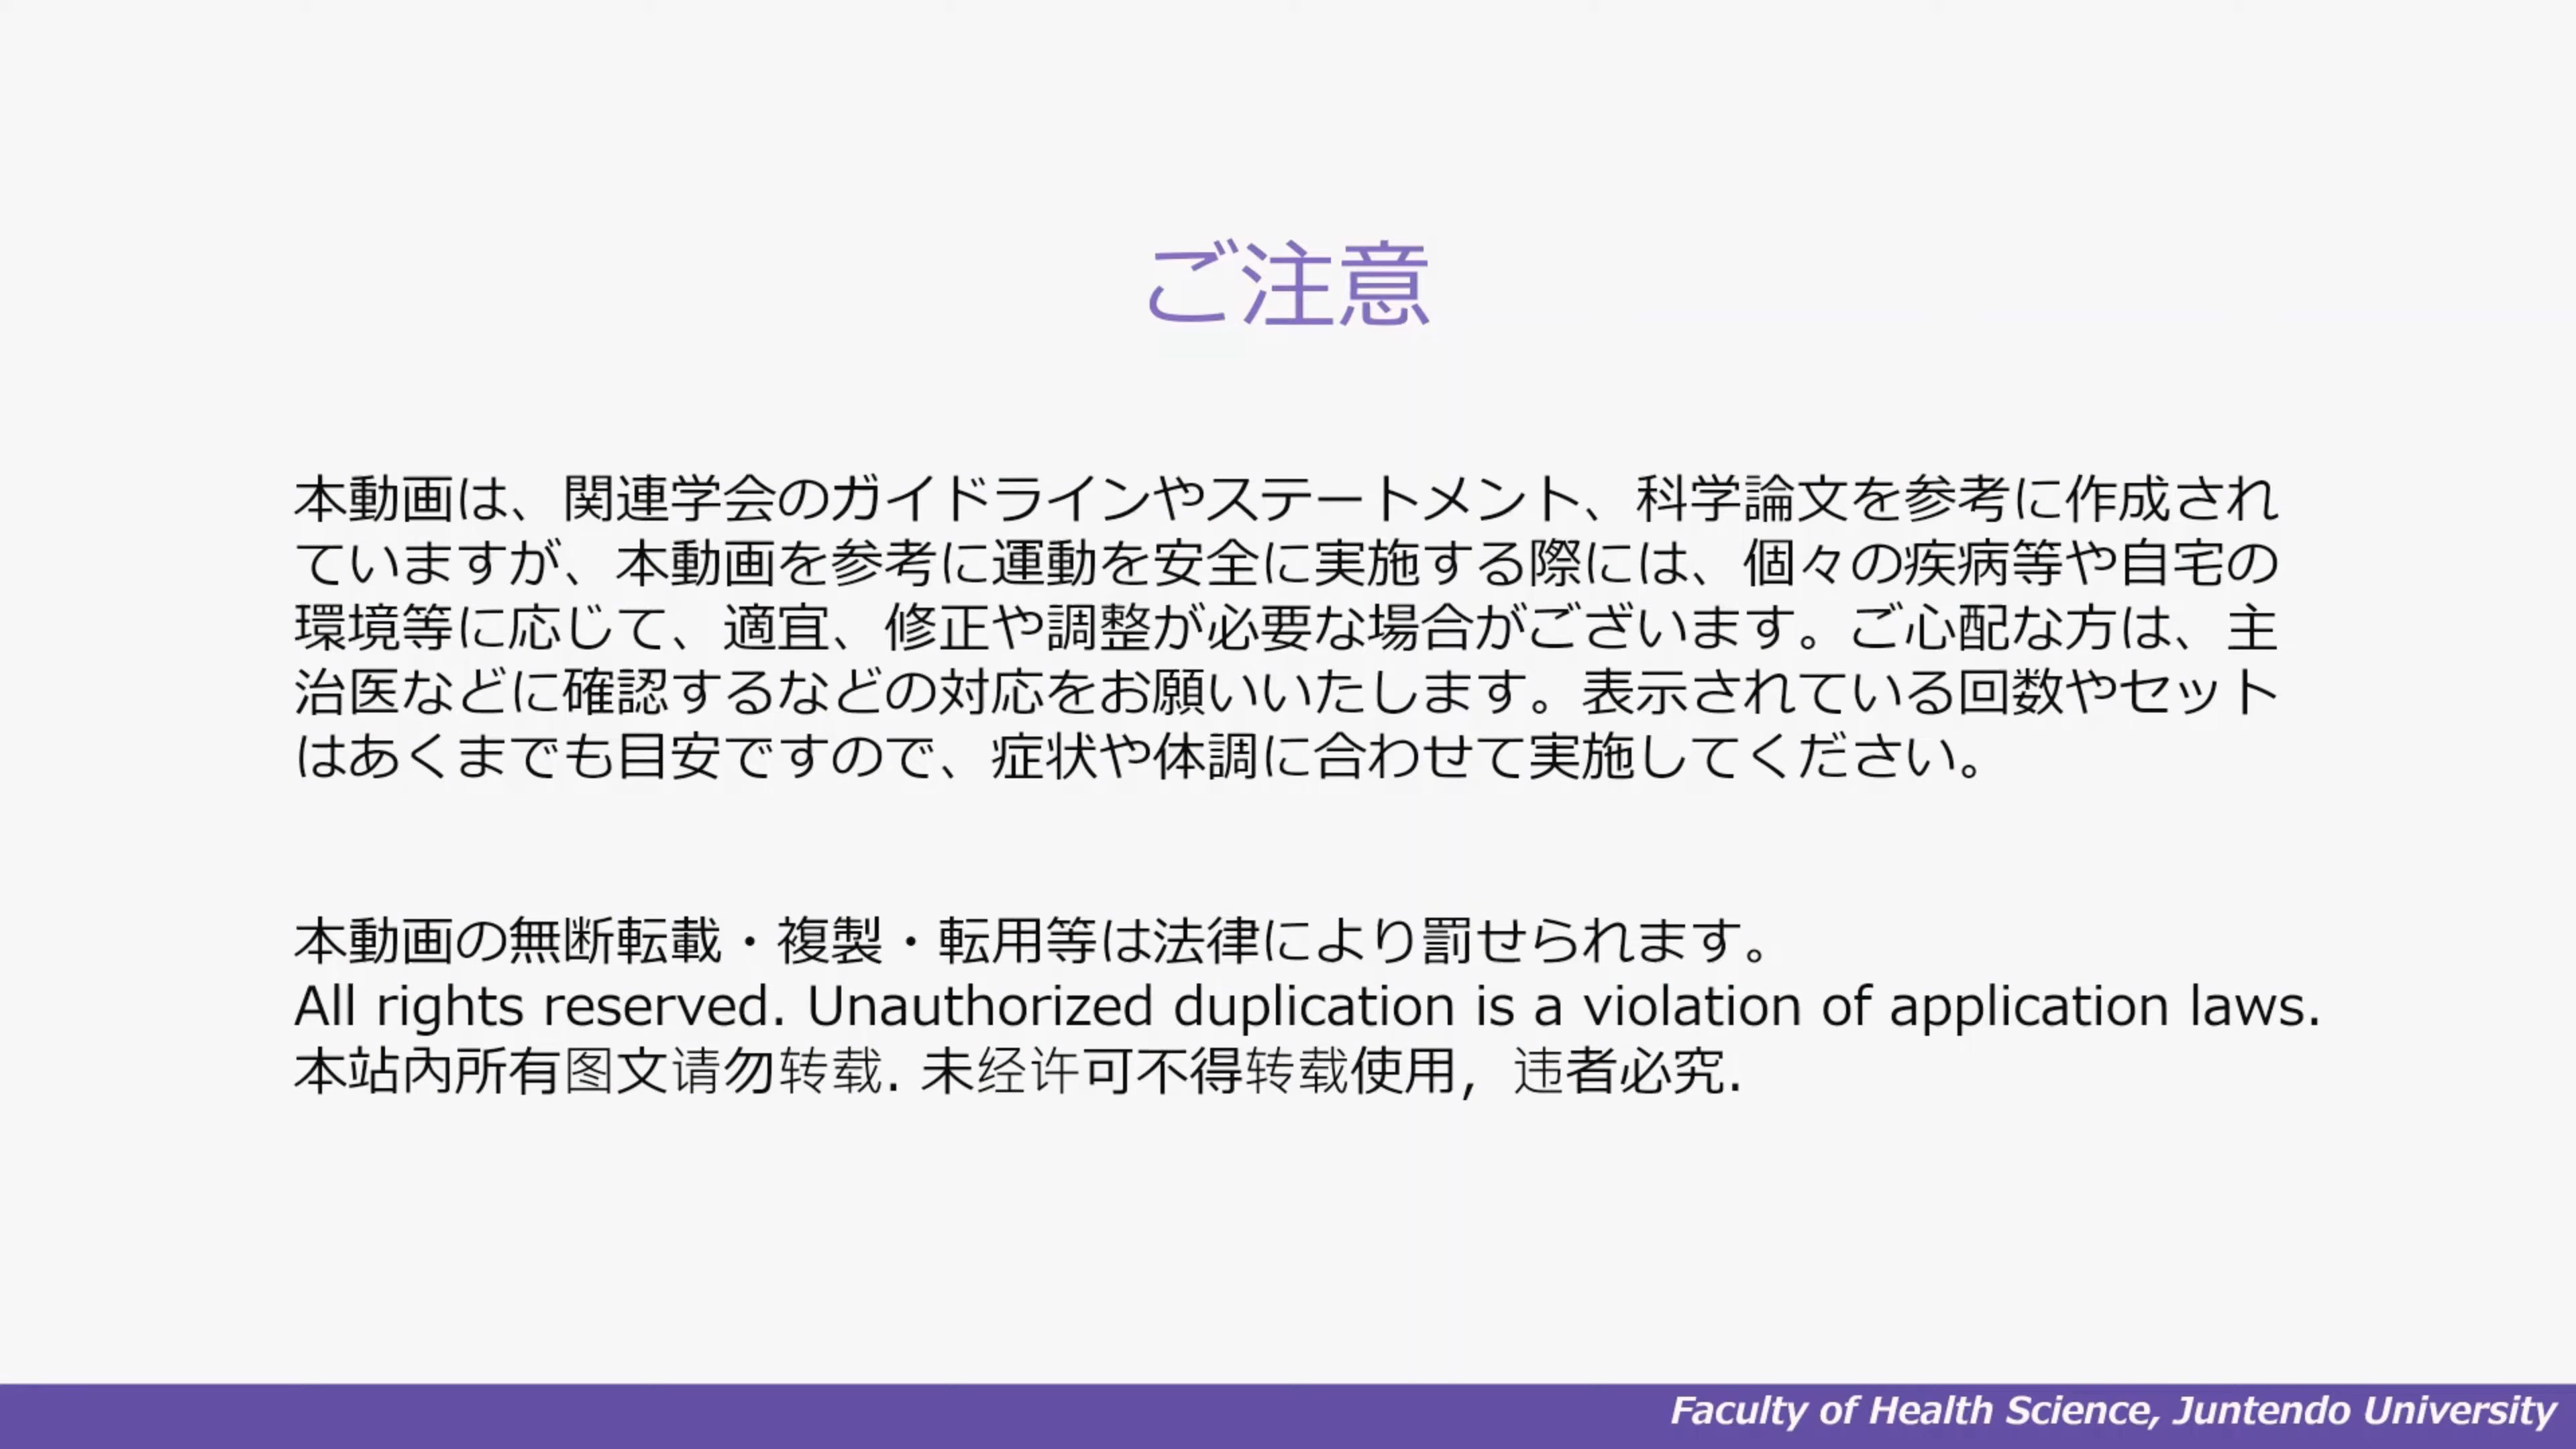 ご注意
本動画は、関連学会のガイドラインやステートメント、科学論文を参考に作成され
ていますが、本動画を参考に運動を安全に実施する際には、個々の疾病等や自宅の
環境等に応じて、適宜、修正や調整が必要な場合がございます。ご心配な方は、主
治医などに確認するなどの対応をお願いいたします。表示されている回数やセット
はあくまでも目安ですので、症状や体調に合わせて実施してください。
本動画の無断転載・複製・転用等は法律により罰せられます。
All rights reserved. Unauthorized duplication is a violation of application laws.
本站内所有图文请勿转载. 未经许可不得转载使用，违者必究.
Faculty of Health Science, Juntendo University